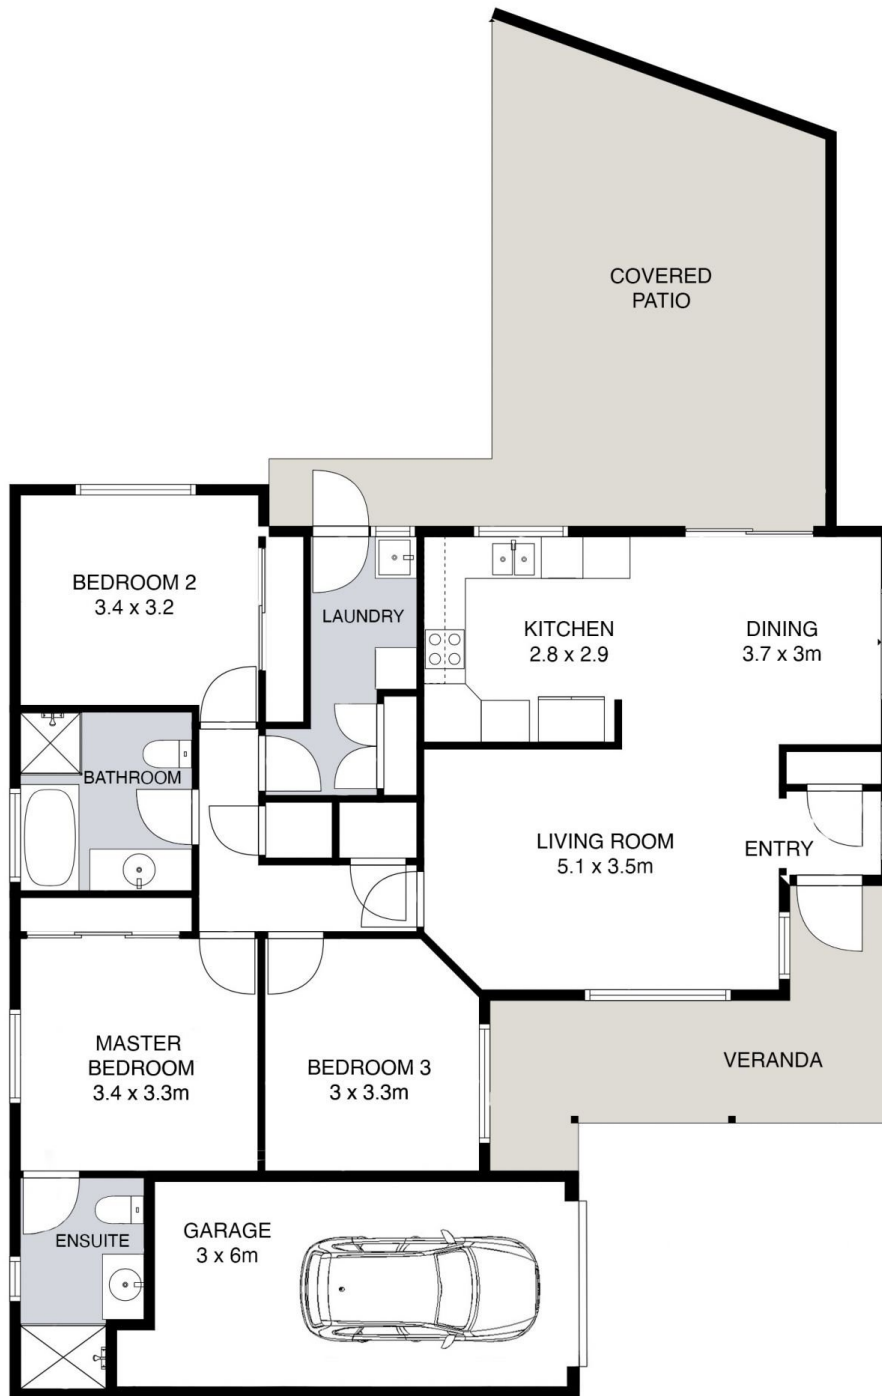 COVERED
PATIO
BEDROOM 2
3.4 x 3.2
LAUNDRY
KITCHEN
2.8 x 2.9
DINING
3.7 x 3m
BATHROOM
LIVING ROOM
5.1 x 3.5m
ENTRY
MASTER
BEDROOM
3.4 x 3.3m
BEDROOM 3
3 x 3.3m
VERANDA
ENSUITE
GARAGE
3 x 6m